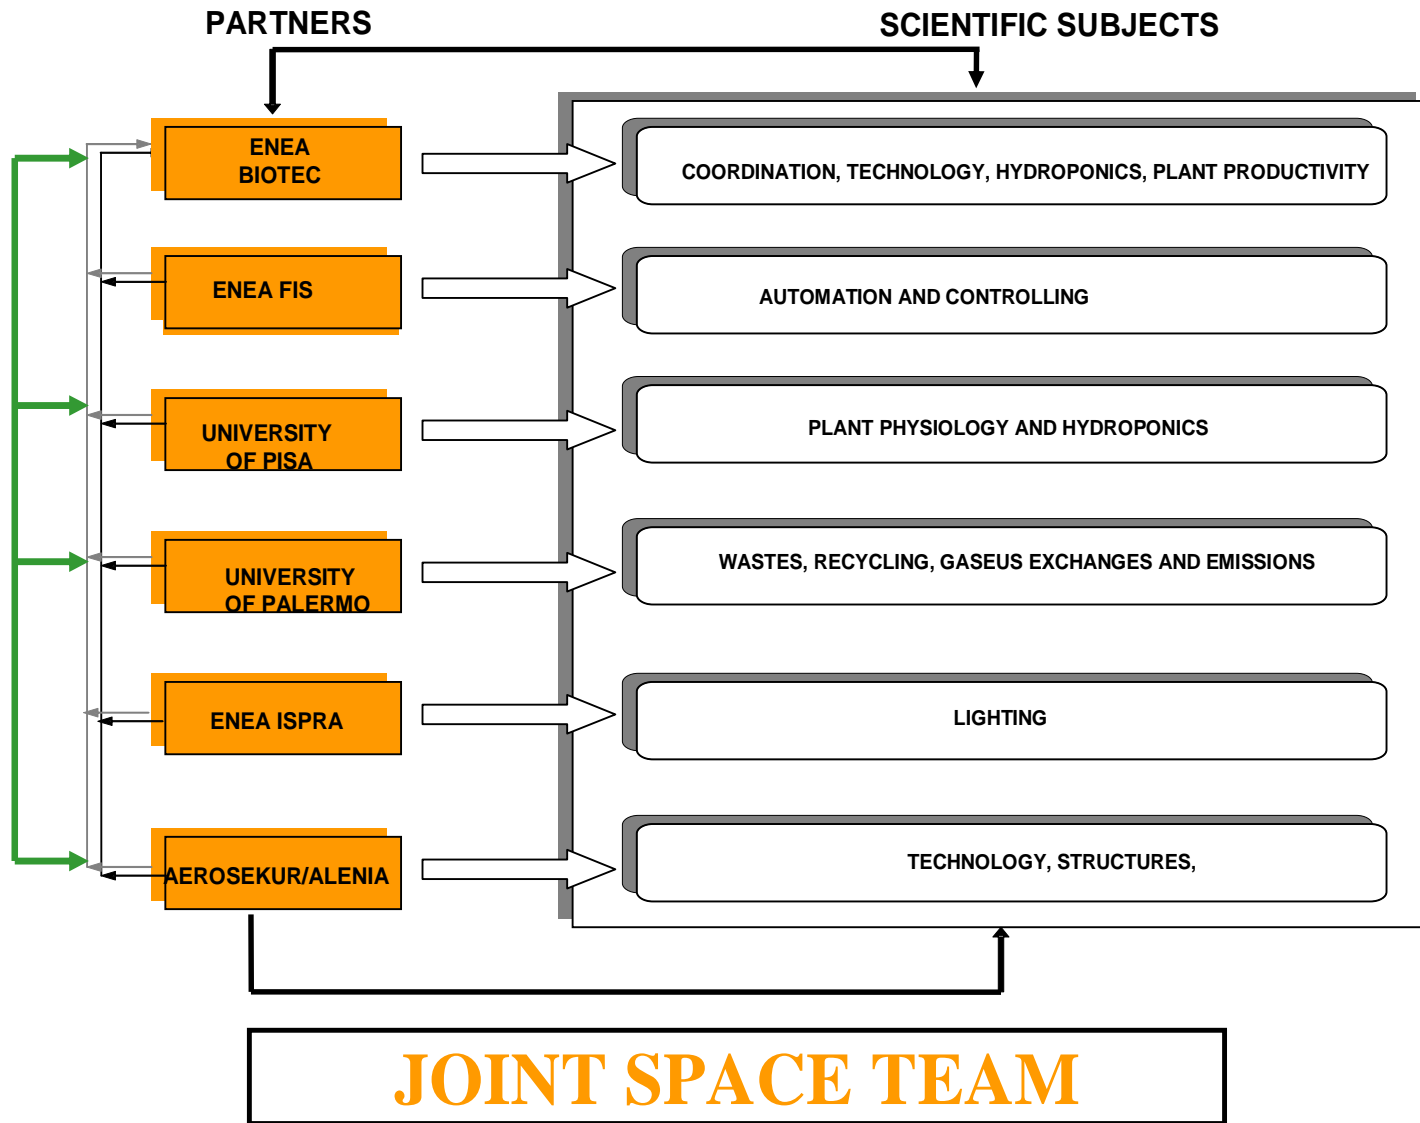 PARTNERS
SCIENTIFIC SUBJECTS
ENEA
BIOTEC
COORDINATION, TECHNOLOGY, HYDROPONICS, PLANT PRODUCTIVITY
ENEA FIS
AUTOMATION AND CONTROLLING
UNIVERSITY
OF PISA
PLANT PHYSIOLOGY AND HYDROPONICS
UNIVERSITY
OF PALERMO
WASTES, RECYCLING, GASEUS EXCHANGES AND EMISSIONS
ENEA ISPRA
LIGHTING
AEROSEKUR/ALENIA
TECHNOLOGY, STRUCTURES,
JOINT SPACE TEAM